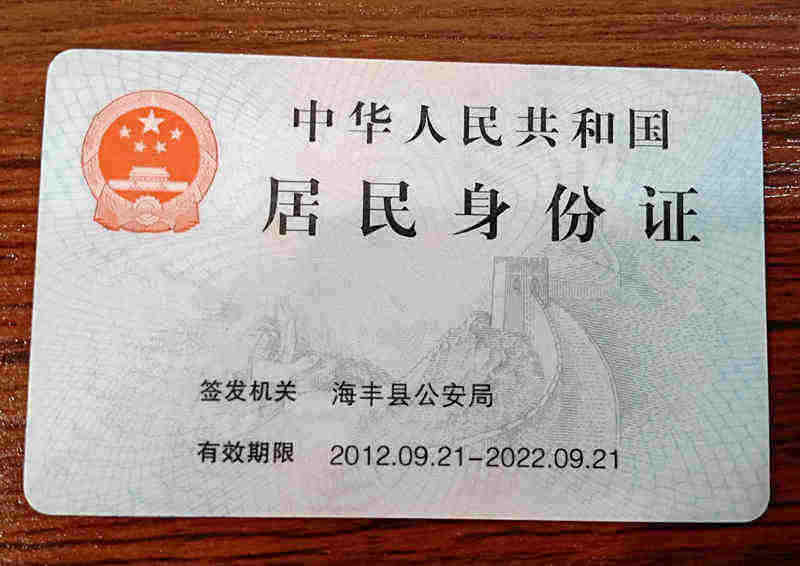 中华人民共和国
居民身份证
签发机关 海丰县公安局
有效期限 2012.09.21-2022.09.21